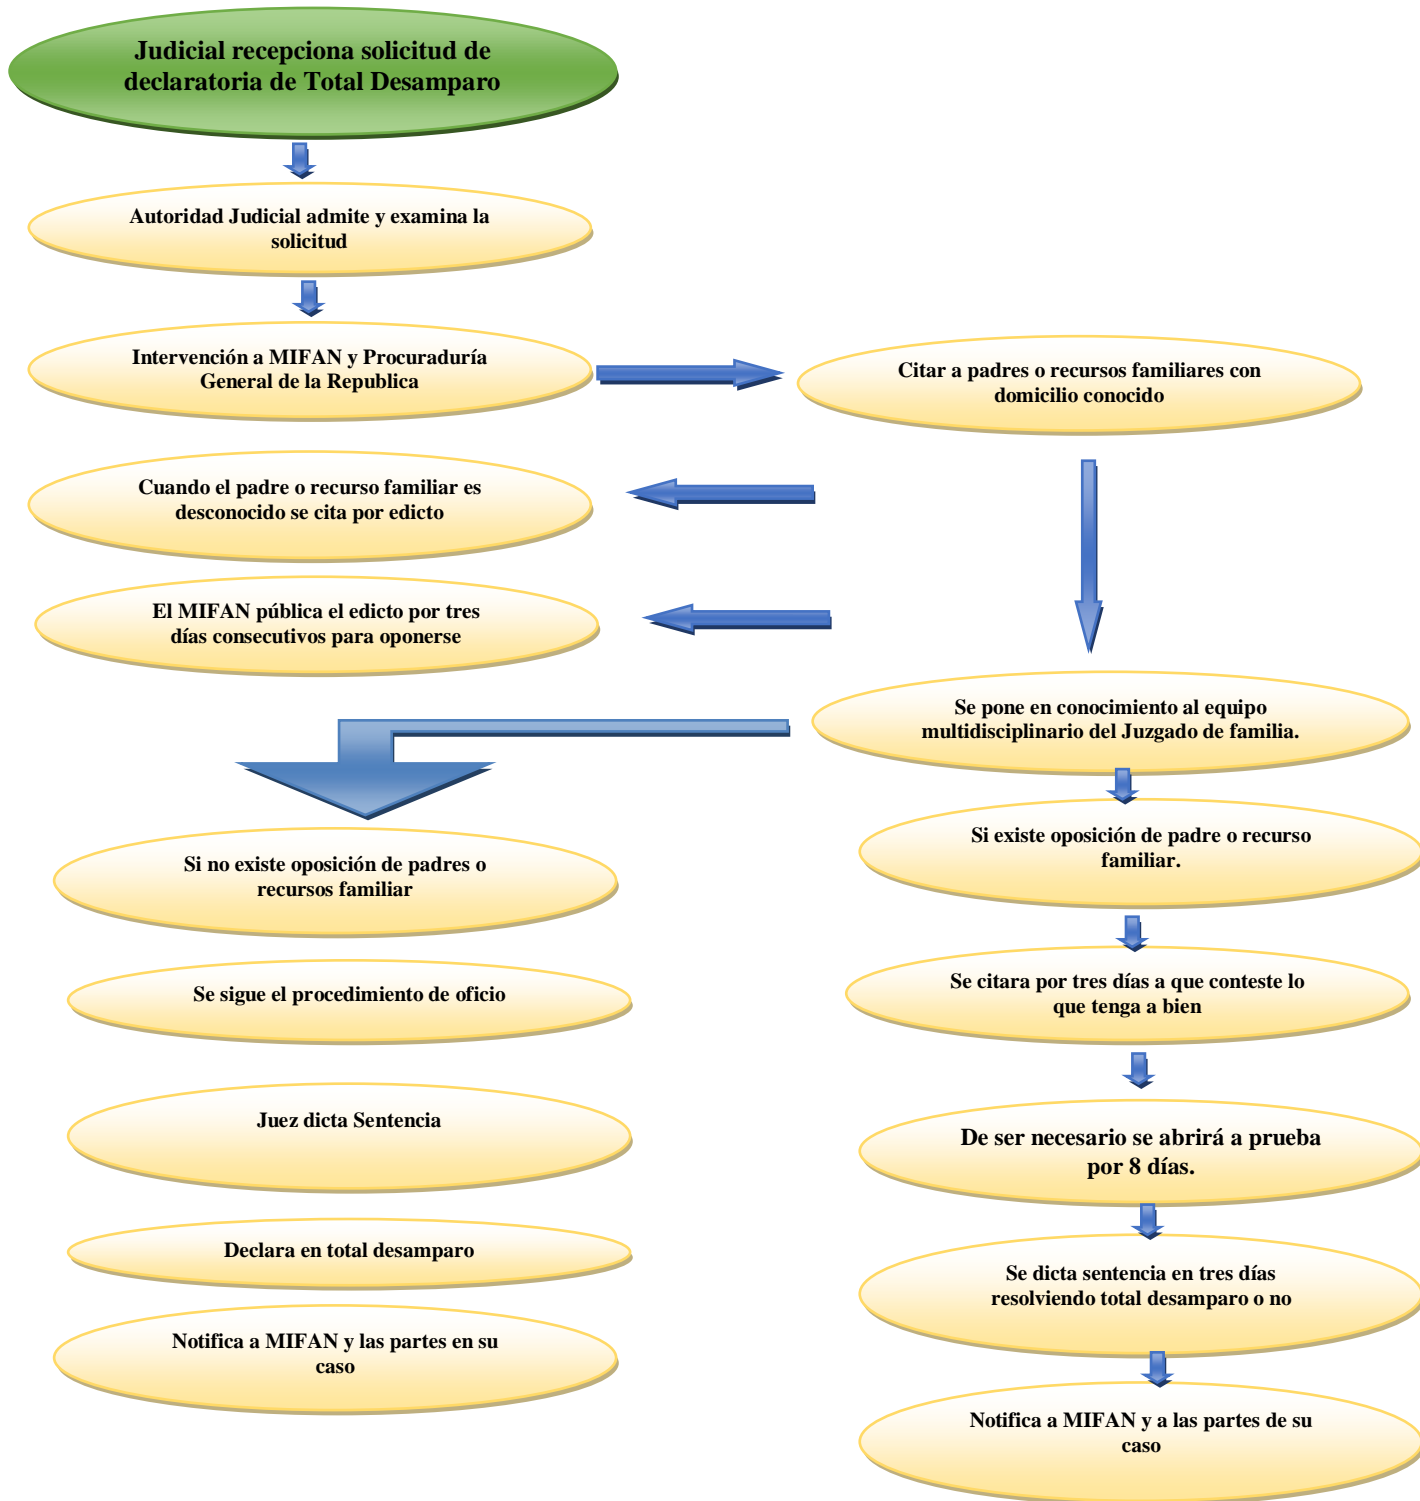 Judicial recepciona solicitud de
declaratoria de Total Desamparo
Autoridad Judicial admite y examina la
solicitud
Intervención a MIFAN y Procuraduría
General de la Republica
Citar a padres o recursos familiares con
domicilio conocido
Cuando el padre o recurso familiar es
desconocido se cita por edicto
El MIFAN pública el edicto por tres
días consecutivos para oponerse
Se pone en conocimiento al equipo
multidisciplinario del Juzgado de familia.
Si no existe oposición de padres o
recursos familiar
Se sigue el procedimiento de oficio
Juez dicta Sentencia
Declara en total desamparo
Notifica a MIFAN y las partes en su
caso
Si existe oposición de padre o recurso
familiar.
Se citara por tres días a que conteste lo
que tenga a bien
De ser necesario se abrirá a prueba
por 8 días.
Se dicta sentencia en tres días
resolviendo total desamparo o no
Notifica a MIFAN y a las partes de su
caso